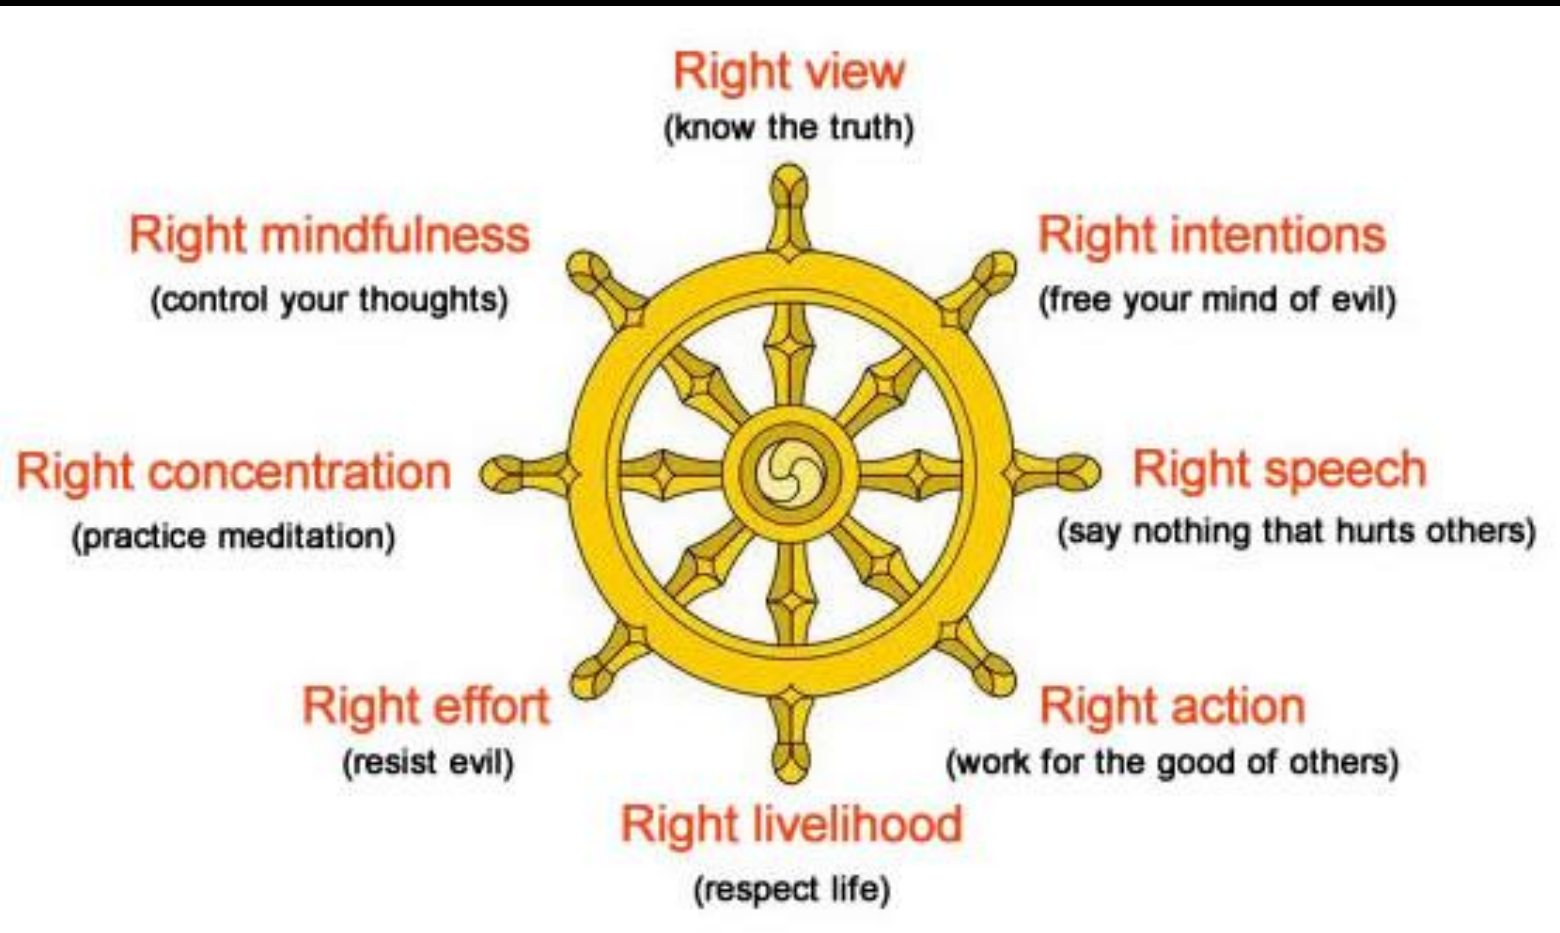 Right view
(know the truth)
Right mindfulness
(control your thoughts)
Right intentions
(free your mind of evil)
Right concentration
(practice meditation)
Right speech
(say nothing that hurts others)
Right effort
(resist evil)
Right action
(work for the good of others)
Right livelihood
(respect life)